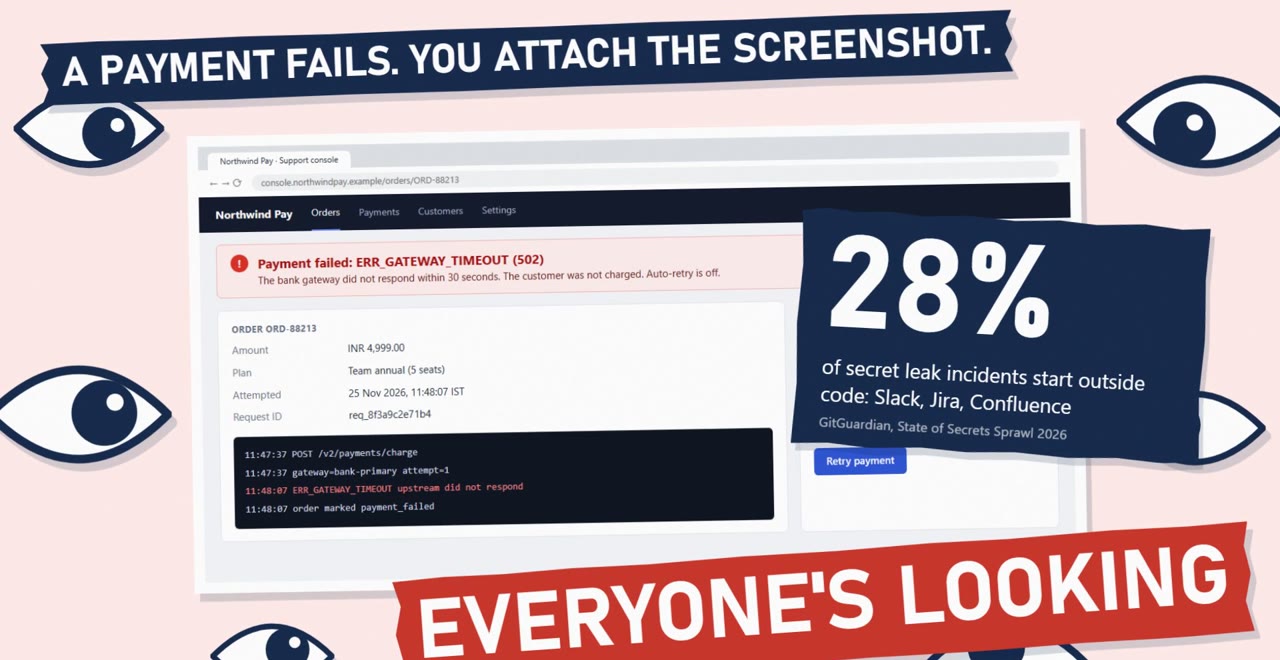 A PAYMENT FAILS. YOU ATTACH THE SCREENSHOT.
Northwind Pay - Support console
console.northwindpay.example/orders/ORD-88213
Northwind Pay Orders Payments Customers Settings
! Payment failed: ERR_GATEWAY_TIMEOUT (502)
The bank gateway did not respond within 30 seconds. The customer was not charged. Auto-retry is off.
ORDER ORD-88213
Amount INR 4,999.00
Plan Team annual (5 seats)
Attempted 25 Nov 2026, 11:48:07 IST
Request ID req_8f3a9c2e71b4
11:47:37 POST /v2/payments/charge
11:47:37 gateway=bank-primary attempt=1
11:48:07 ERR_GATEWAY_TIMEOUT upstream did not respond
11:48:07 order marked payment_failed
28%
of secret leak incidents start outside
code: Slack, Jira, Confluence
GitGuardian, State of Secrets Sprawl 2026
Retry payment
EVERYONE'S LOOKING